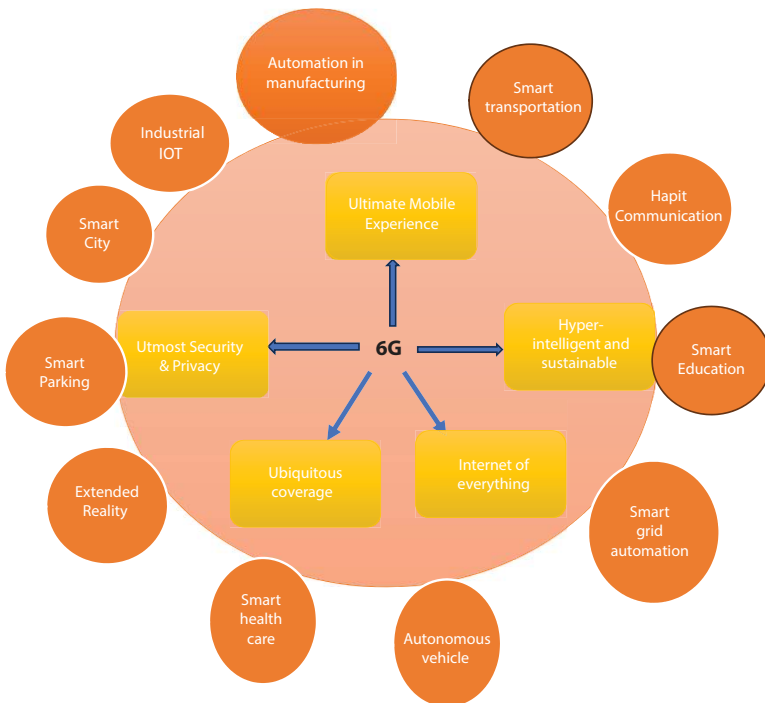 Automation in
manufacturing
Smart
transportation
Industrial
IOT
Hapit
Communication
Ultimate Mobile
Experience
Smart
City
Utmost Security
& Privacy
6G
Hyper-
intelligent and
sustainable
Smart
Parking
Smart
Education
Ubiquitous
coverage
Internet of
everything
Extended
Reality
Smart
grid
automation
Smart
health
care
Autonomous
vehicle